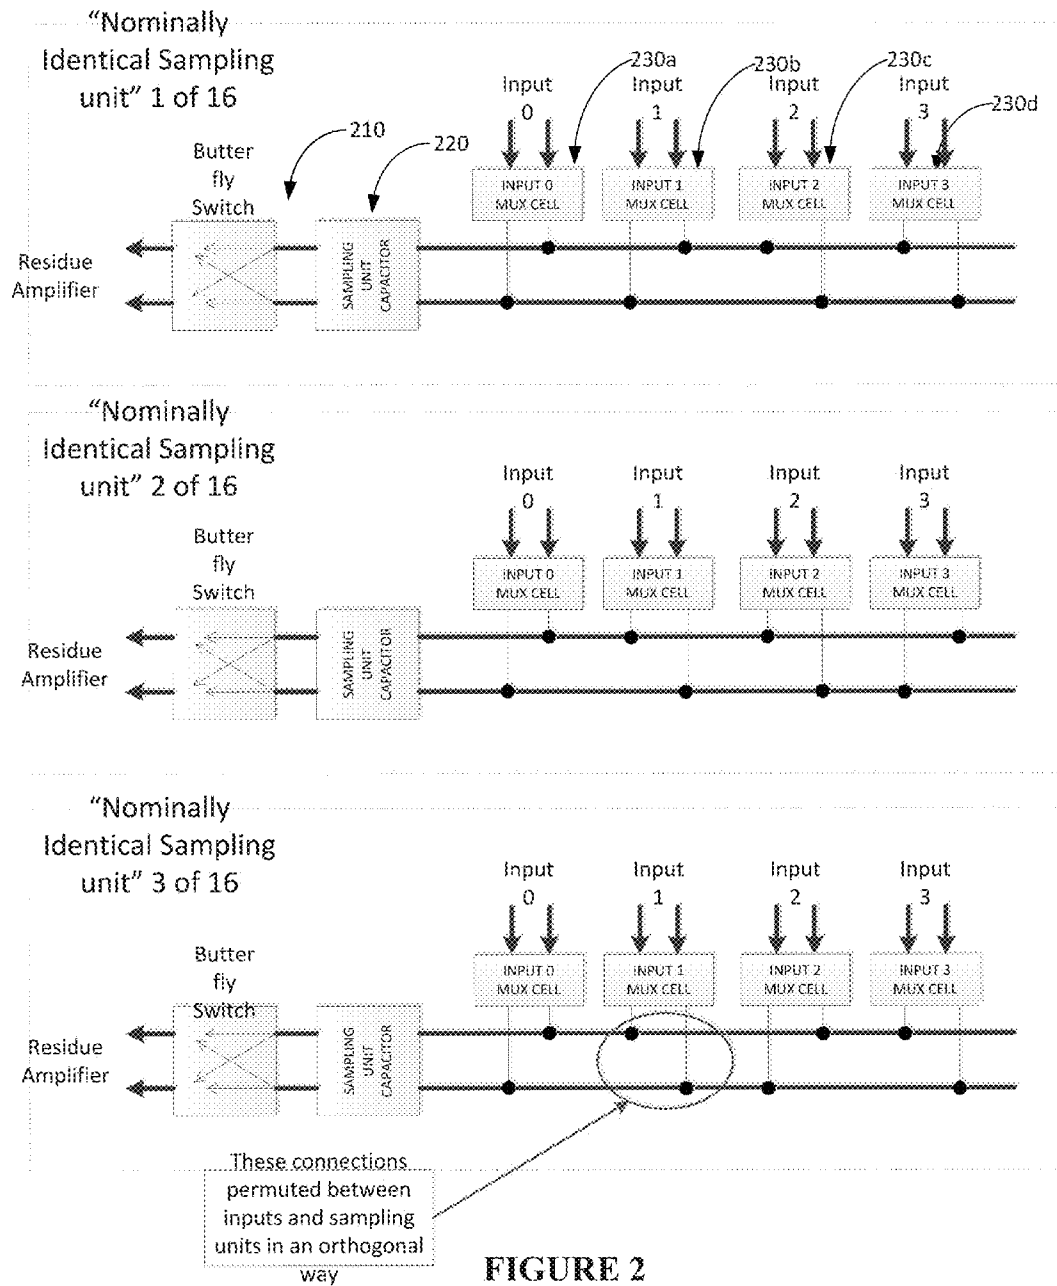 “Nominally
Identical Sampling
unit” 1 of 16
230a
230b
230c
230d
Input
0
Input
1
Input
2
Input
3
210
220
Butter
fly
Switch
INPUT 0
MUX CELL
INPUT 1
MUX CELL
INPUT 2
MUX CELL
INPUT 3
MUX CELL
SAMPLING
UNIT
CAPACITOR
Residue
Amplifier
“Nominally
Identical Sampling
unit” 2 of 16
Input
0
Input
1
Input
2
Input
3
Butter
fly
Switch
INPUT 0
MUX CELL
INPUT 1
MUX CELL
INPUT 2
MUX CELL
INPUT 3
MUX CELL
SAMPLING
UNIT
CAPACITOR
Residue
Amplifier
“Nominally
Identical Sampling
unit” 3 of 16
Input
0
Input
1
Input
2
Input
3
Butter
fly
Switch
INPUT 0
MUX CELL
INPUT 1
MUX CELL
INPUT 2
MUX CELL
INPUT 3
MUX CELL
SAMPLING
UNIT
CAPACITOR
Residue
Amplifier
These connections
permuted between
inputs and sampling
units in an orthogonal
way
FIGURE 2